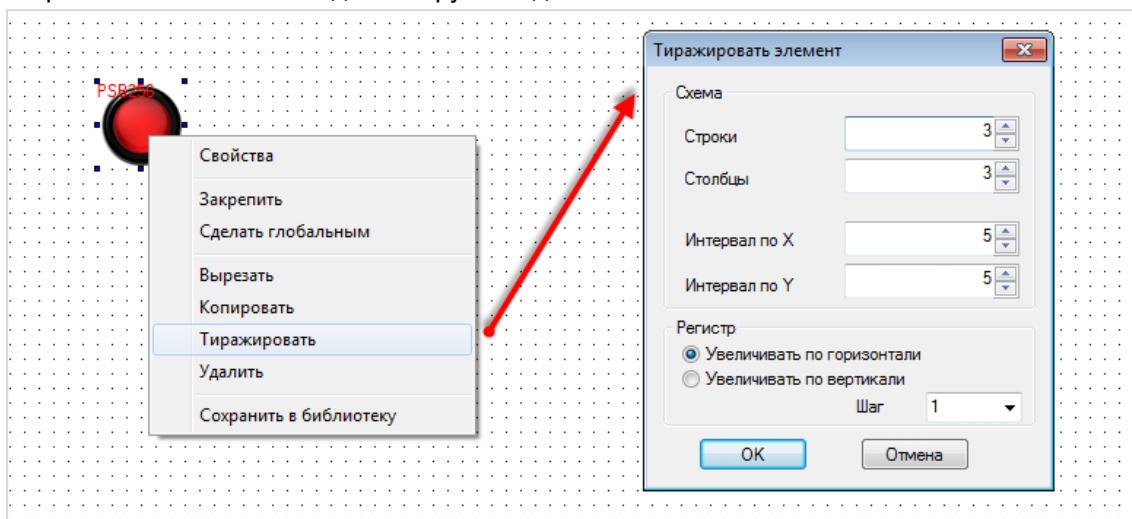 PSB256
Свойства
Закрепить
Сделать глобальным
Вырезать
Копировать
Тиражировать
Удалить
Сохранить в библиотеку
Тиражировать элемент
Схема
Строки 3
Столбцы 3
Интервал по X 5
Интервал по Y 5
Регистр
Увеличивать по горизонтали
Увеличивать по вертикали
Шаг 1
OK Отмена